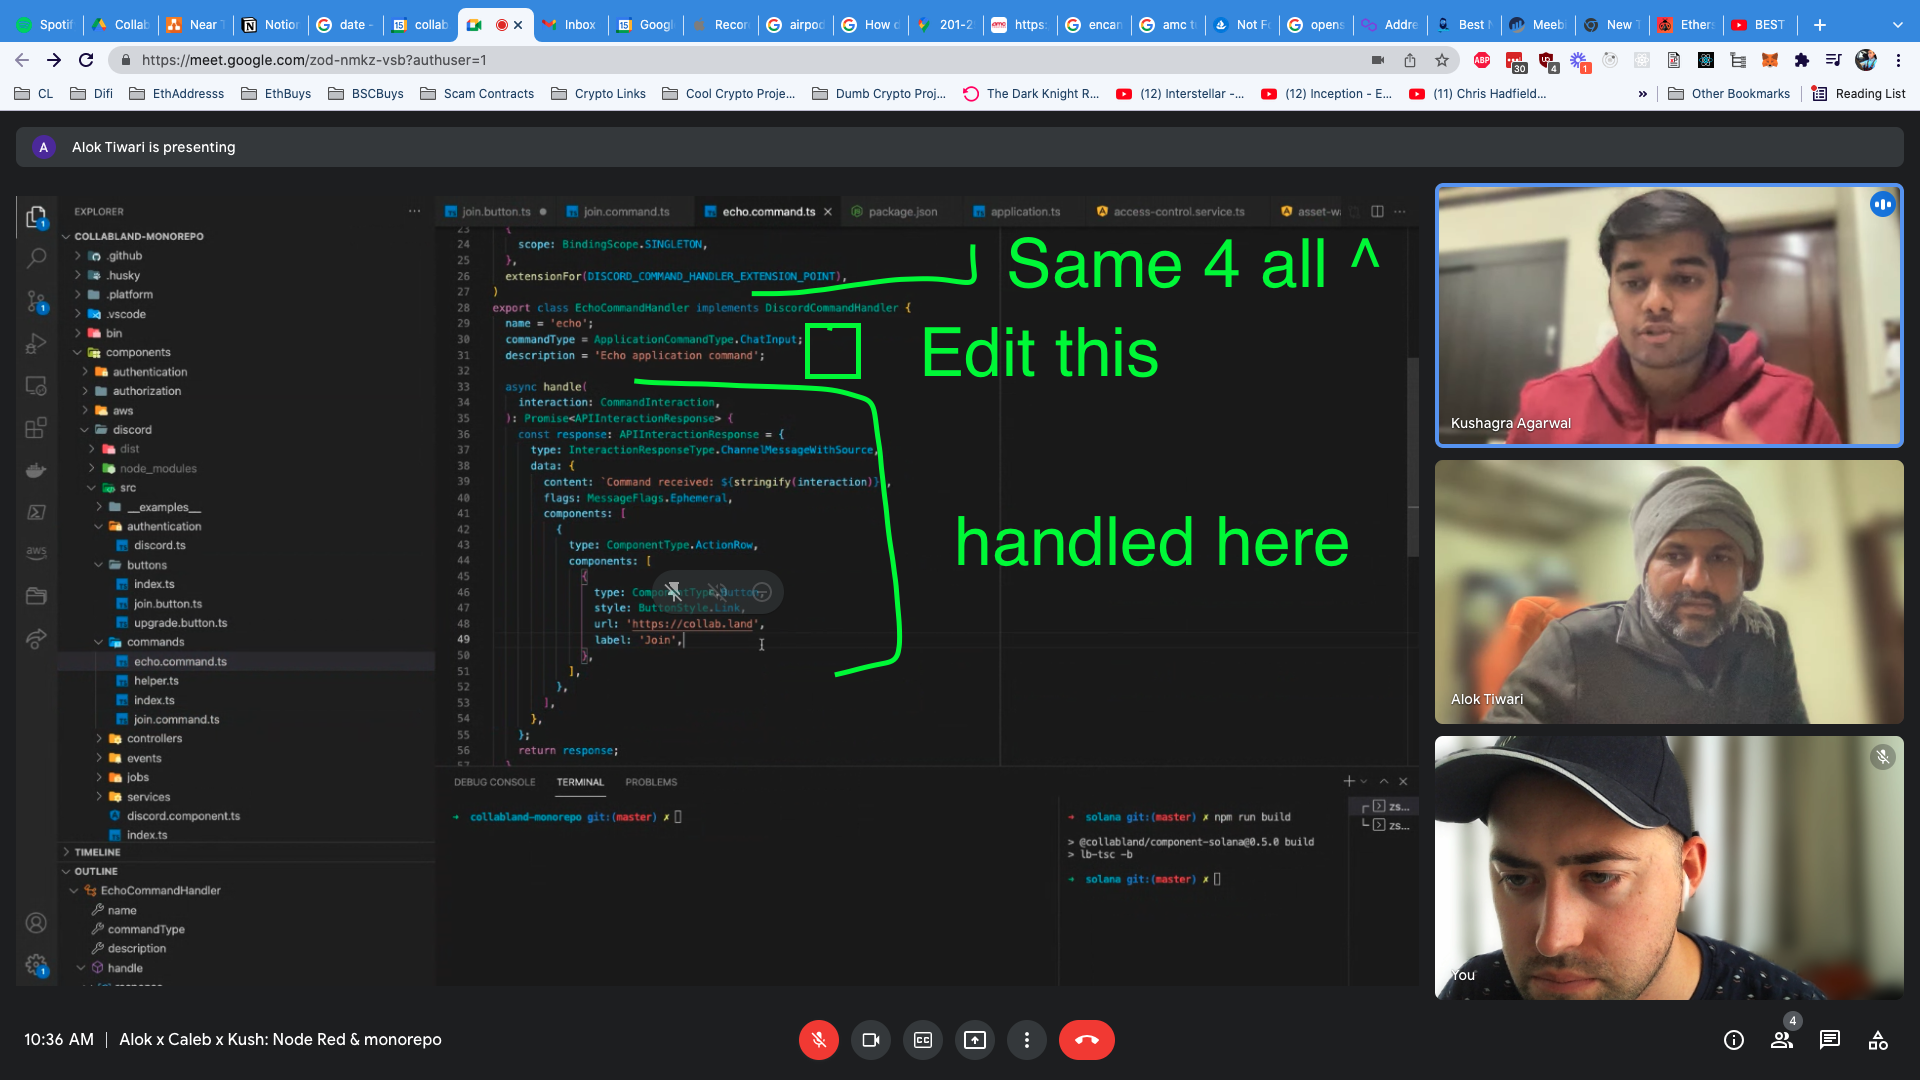 Spotif
Collab
Near T
Notion
date -
collab
Inbox
Google
Recor
airpod
How d
201-2
https:
encan
amc t
Not F
opens
Addre
Best N
Meebi
New T
Ethers
BEST
https://meet.google.com/zod-nmkz-vsb?authuser=1
ABP
30
4
1
CL
Difi
EthAddresss
EthBuys
BSCBuys
Scam Contracts
Crypto Links
Cool Crypto Proje...
Dumb Crypto Proj...
The Dark Knight R...
(12) Interstellar -...
(12) Inception - E...
(11) Chris Hadfield...
»
Other Bookmarks
Reading List
A
Alok Tiwari is presenting
EXPLORER
COLLABLAND-MONOREPO
.github
.husky
.platform
.vscode
bin
components
authentication
authorization
aws
discord
dist
node_modules
src
__examples__
authentication
discord.ts
buttons
index.ts
join.button.ts
upgrade.button.ts
commands
echo.command.ts
helper.ts
index.ts
join.command.ts
controllers
events
jobs
services
discord.component.ts
index.ts
TIMELINE
OUTLINE
EchoCommandHandler
name
commandType
description
handle
response
join.button.ts
join.command.ts
echo.command.ts
package.json
application.ts
access-control.service.ts
asset-w
23 {
24 scope: BindingScope.SINGLETON,
25 },
26 extensionFor(DISCORD_COMMAND_HANDLER_EXTENSION_POINT),
27 )
28 export class EchoCommandHandler implements DiscordCommandHandler {
29 name = 'echo';
30 commandType = ApplicationCommandType.ChatInput;
31 description = 'Echo application command';
32
33 async handle(
34 interaction: CommandInteraction,
35 ): Promise<APIInteractionResponse> {
36 const response: APIInteractionResponse = {
37 type: InteractionResponseType.ChannelMessageWithSource,
38 data: {
39 content: `Command received: ${stringify(interaction)}`,
40 flags: MessageFlags.Ephemeral,
41 components: [
42 {
43 type: ComponentType.ActionRow,
44 components: [
45 {
46 type: ComponentType.Button,
47 style: ButtonStyle.Link,
48 url: 'https://collab.land',
49 label: 'Join',
50 },
51 ],
52 },
53 ],
54 },
55 };
56 return response;
57 }
Same 4 all ^
Edit this
handled here
DEBUG CONSOLE
TERMINAL
PROBLEMS
collabland-monorepo git:(master) ✗
solana git:(master) ✗ npm run build
> @collabland/component-solana@0.5.0 build
> lb-tsc -b
solana git:(master) ✗
zs...
zs...
Kushagra Agarwal
Alok Tiwari
You
10:36 AM | Alok x Caleb x Kush: Node Red & monorepo
CC
4